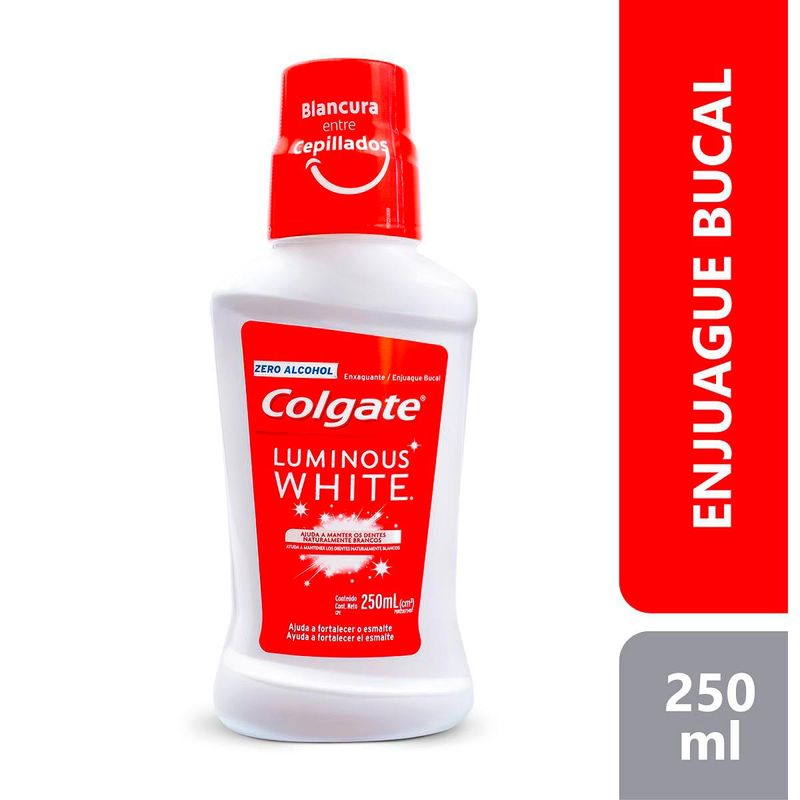 Blancura
entre
Cepillados
ZERO ALCOHOL
Enxaguante / Enjuague Bucal
Colgate®
LUMINOUS
WHITE.
AJUDA A MANTER OS DENTES
NATURALMENTE BRANCOS
AYUDA A MANTENER LOS DIENTES NATURALMENTE BLANCOS
Conteúdo
Cont. Neto
250mL (cm³)
Ajuda a fortalecer o esmalte
Ayuda a fortalecer el esmalte
ENJUAGUE BUCAL
250
ml